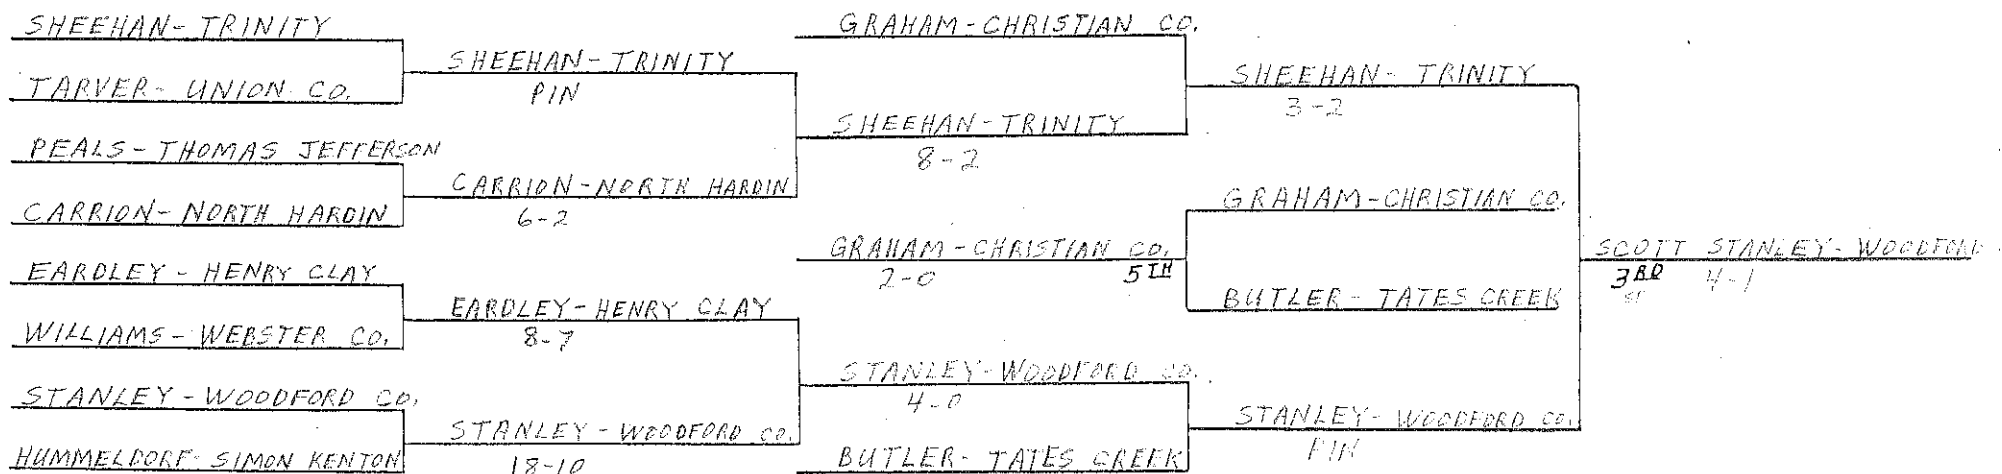 SHEEHAN-TRINITY
TARVER- UNION CO.
PEALS-THOMAS JEFFERSON
CARRION-NORTH HARDIN
EARDLEY-HENRY CLAY
WILLIAMS-WEBSTER CO.
STANLEY-WOODFORD CO.
HUMMELDORF-SIMON KENTON
SHEEHAN-TRINITY
PIN
CARRION-NORTH HARDIN
6-2
EARDLEY-HENRY CLAY
8-7
STANLEY-WOODFORD CO.
18-10
GRAHAM-CHRISTIAN CO.
SHEEHAN-TRINITY
8-2
GRAHAM-CHRISTIAN CO.
2-0 5TH
STANLEY-WOODFORD CO.
4-0
BUTLER-TATES CREEK
SHEEHAN-TRINITY
3-2
GRAHAM-CHRISTIAN CO.
BUTLER-TATES CREEK
STANLEY-WOODFORD CO.
PIN
SCOTT STANLEY-WOODFORD
3RD 4-1